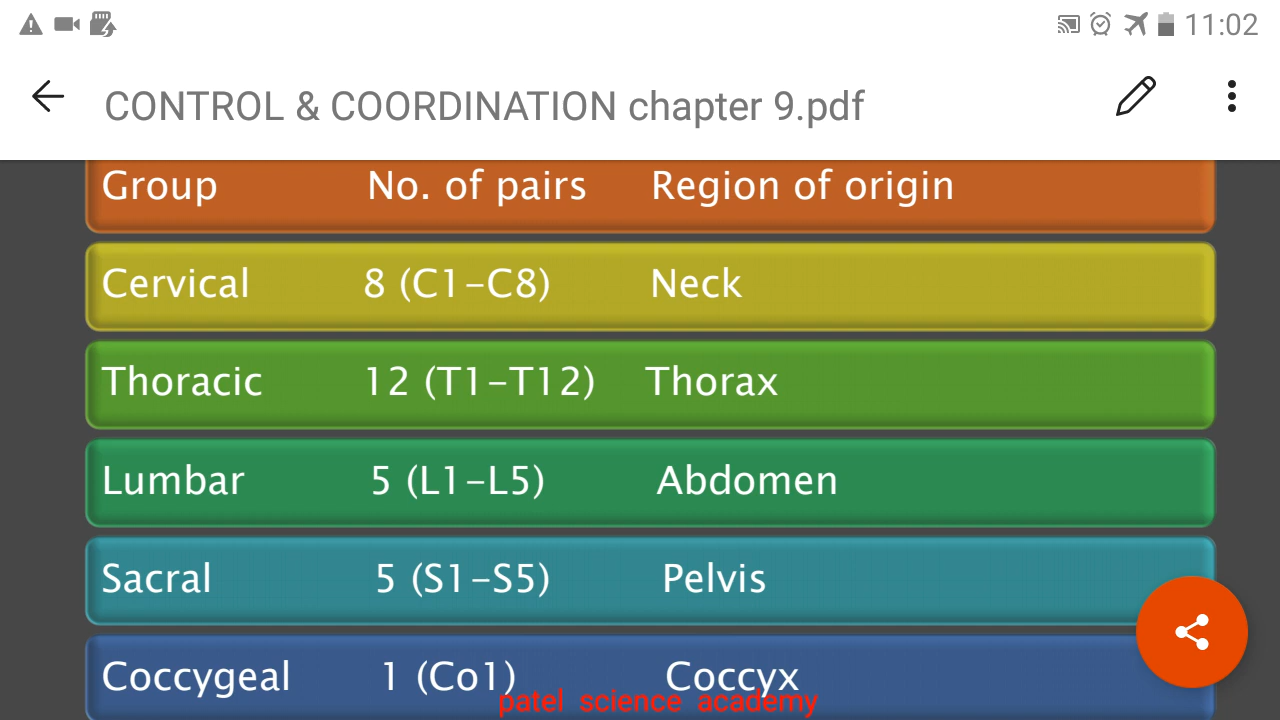 11:02
CONTROL & COORDINATION chapter 9.pdf
Group No. of pairs Region of origin
Cervical 8 (C1-C8) Neck
Thoracic 12 (T1-T12) Thorax
Lumbar 5 (L1-L5) Abdomen
Sacral 5 (S1-S5) Pelvis
Coccygeal 1 (Co1) Coccyx
patel science academy